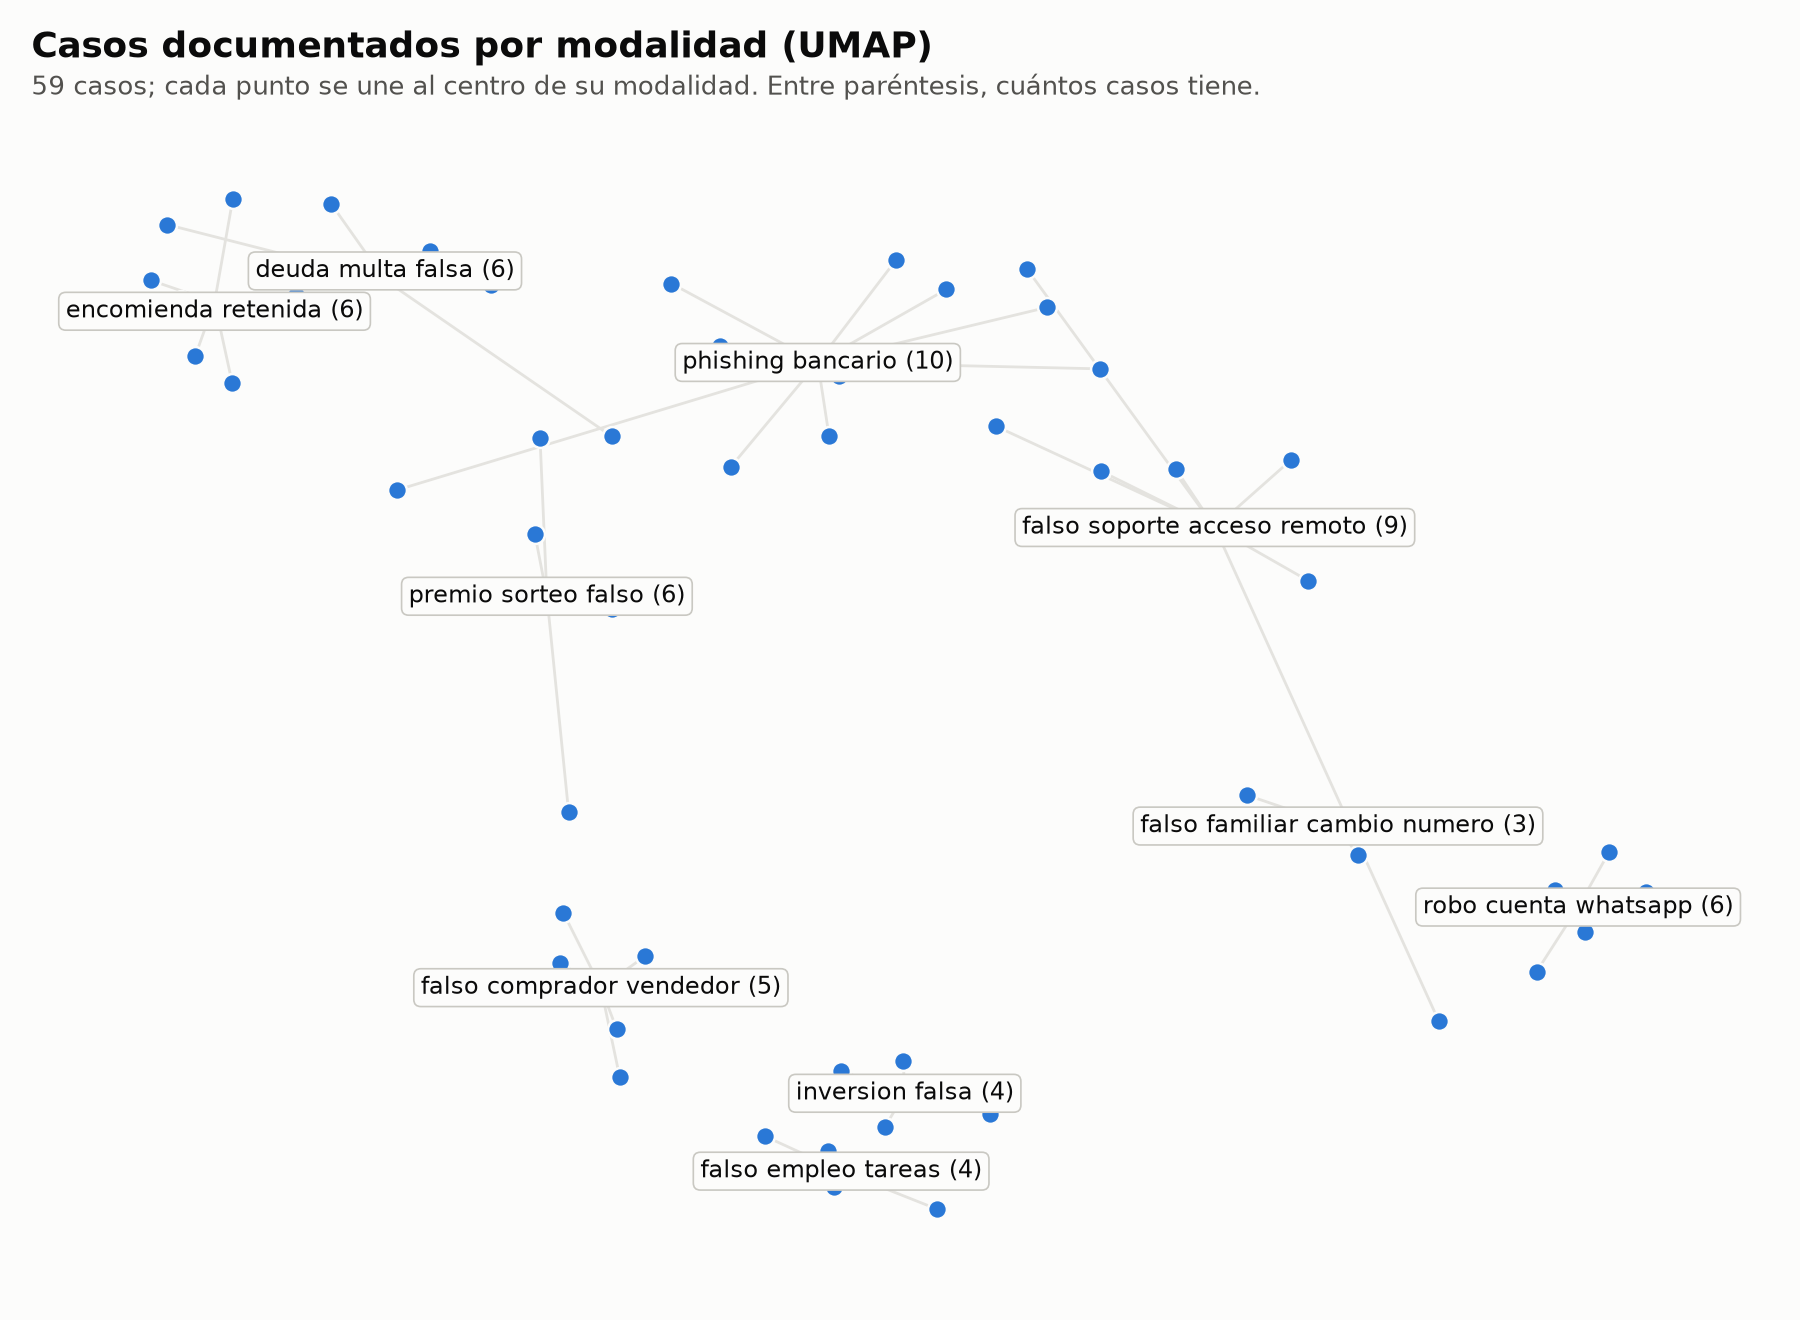 Casos documentados por modalidad (UMAP)
59 casos; cada punto se une al centro de su modalidad. Entre paréntesis, cuántos casos tiene.
deuda multa falsa (6)
encomienda retenida (6)
phishing bancario (10)
falso soporte acceso remoto (9)
premio sorteo falso (6)
falso familiar cambio numero (3)
robo cuenta whatsapp (6)
falso comprador vendedor (5)
inversion falsa (4)
falso empleo tareas (4)